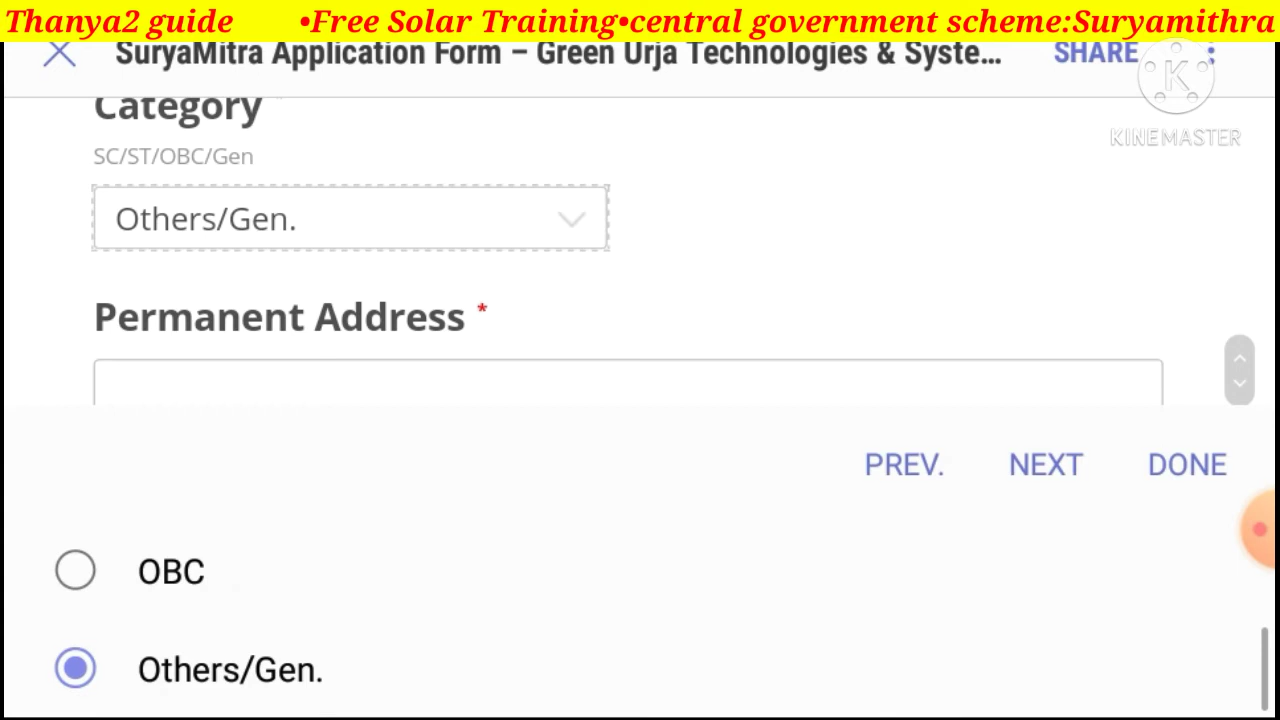 Thanya2 guide •Free Solar Training•central government scheme:Suryamithra
SuryaMitra Application Form – Green Urja Technologies & Syste... SHARE
K
KINEMASTER
Category
SC/ST/OBC/Gen
Others/Gen.
Permanent Address *
PREV. NEXT DONE
OBC
Others/Gen.